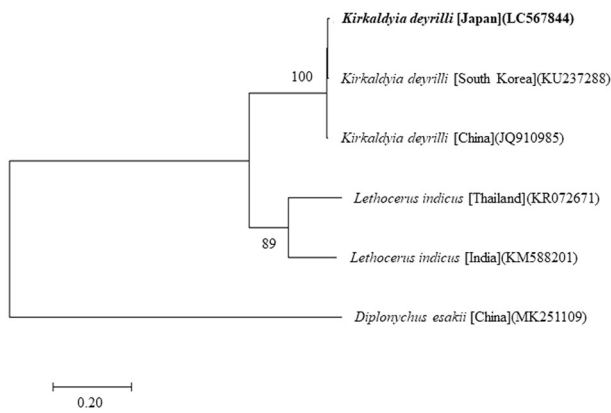 Kirkaldyia deyrilli [Japan](LC567844)
100
Kirkaldyia deyrilli [South Korea](KU237288)
Kirkaldyia deyrilli [China](JQ910985)
Lethocerus indicus [Thailand](KR072671)
89
Lethocerus indicus [India](KM588201)
Diplonychus esakii [China](MK251109)
0.20